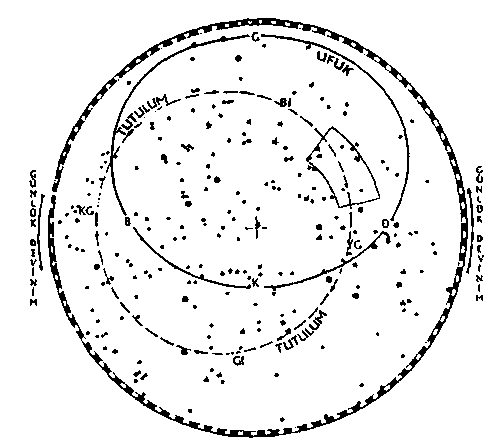 G
UFUK
TUTULUM
BI
GÜNLÜK DEVİNİM
GÜNLÜK DEVİNİM
KG
B
D
YG
K
TUTULUM
GI